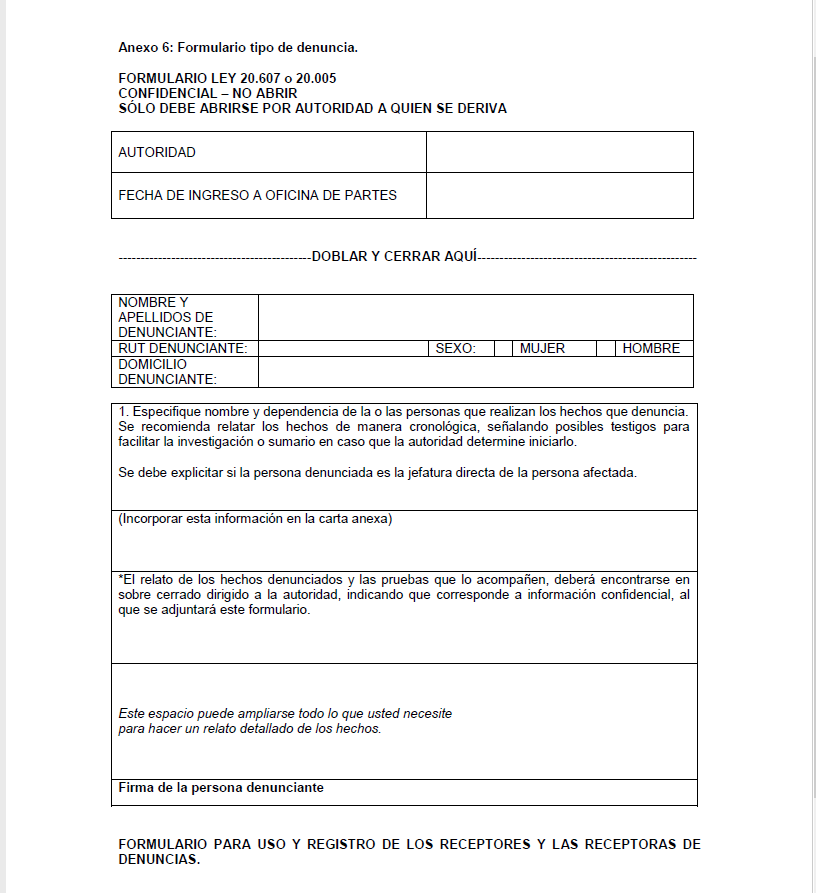 Anexo 6: Formulario tipo de denuncia.
FORMULARIO LEY 20.607 o 20.005
CONFIDENCIAL – NO ABRIR
SÓLO DEBE ABRIRSE POR AUTORIDAD A QUIEN SE DERIVA
AUTORIDAD
FECHA DE INGRESO A OFICINA DE PARTES
--------------------------------------------DOBLAR Y CERRAR AQUÍ--------------------------------------------------
NOMBRE Y
APELLIDOS DE
DENUNCIANTE:
RUT DENUNCIANTE: SEXO: MUJER HOMBRE
DOMICILIO
DENUNCIANTE:
1. Especifique nombre y dependencia de la o las personas que realizan los hechos que denuncia.
Se recomienda relatar los hechos de manera cronológica, señalando posibles testigos para
facilitar la investigación o sumario en caso que la autoridad determine iniciarlo.
Se debe explicitar si la persona denunciada es la jefatura directa de la persona afectada.
(Incorporar esta información en la carta anexa)
*El relato de los hechos denunciados y las pruebas que lo acompañen, deberá encontrarse en
sobre cerrado dirigido a la autoridad, indicando que corresponde a información confidencial, al
que se adjuntará este formulario.
Este espacio puede ampliarse todo lo que usted necesite
para hacer un relato detallado de los hechos.
Firma de la persona denunciante
FORMULARIO PARA USO Y REGISTRO DE LOS RECEPTORES Y LAS RECEPTORAS DE
DENUNCIAS.